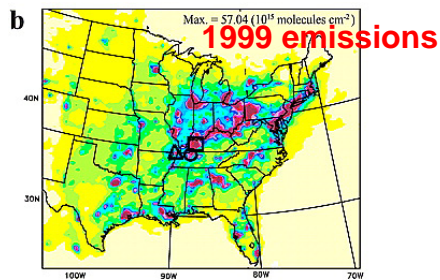 b
Max. = 57.04 (10¹⁵ molecules cm⁻²)
1999 emissions
40N
30N
100W
90W
80W
70W